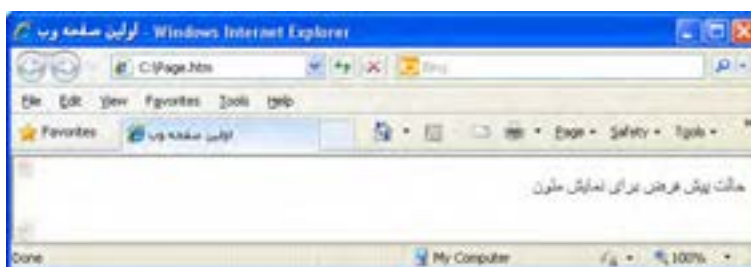 اولین صفحه وب - Windows Internet Explorer
C:\Page.htm Bing
File Edit View Favorites Tools Help
Favorites اولین صفحه وب Page Safety Tools
حالت پیش فرض برای نمایش متون
Done My Computer 100%